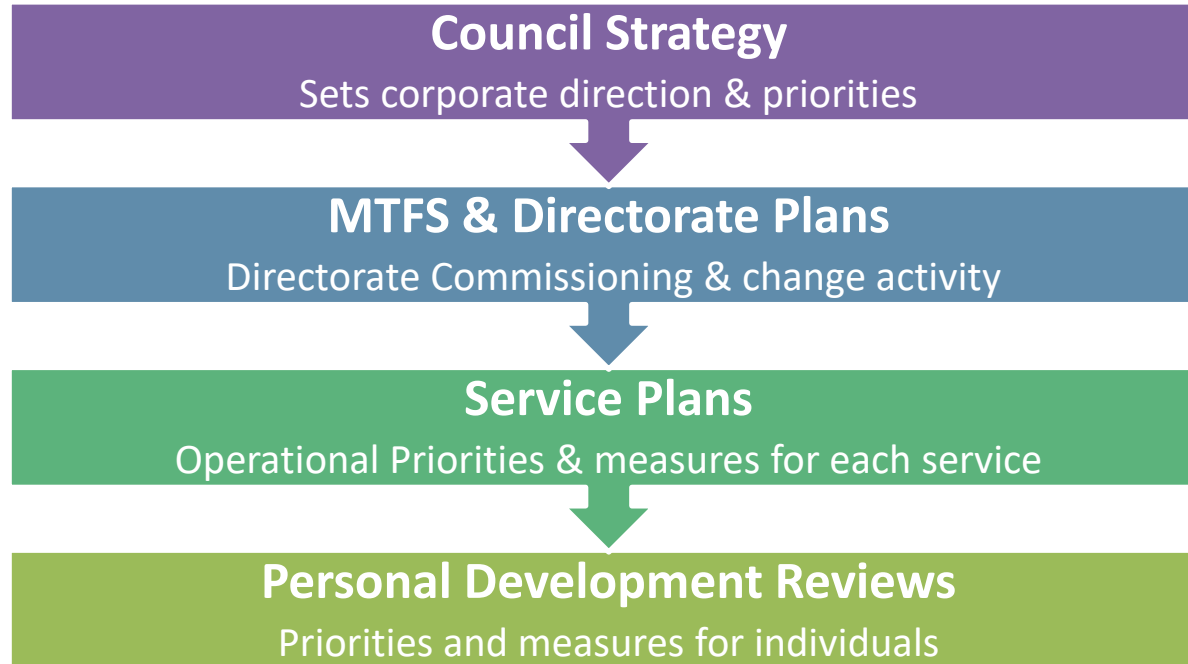 Council Strategy
Sets corporate direction & priorities
MTFS & Directorate Plans
Directorate Commissioning & change activity
Service Plans
Operational Priorities & measures for each service
Personal Development Reviews
Priorities and measures for individuals